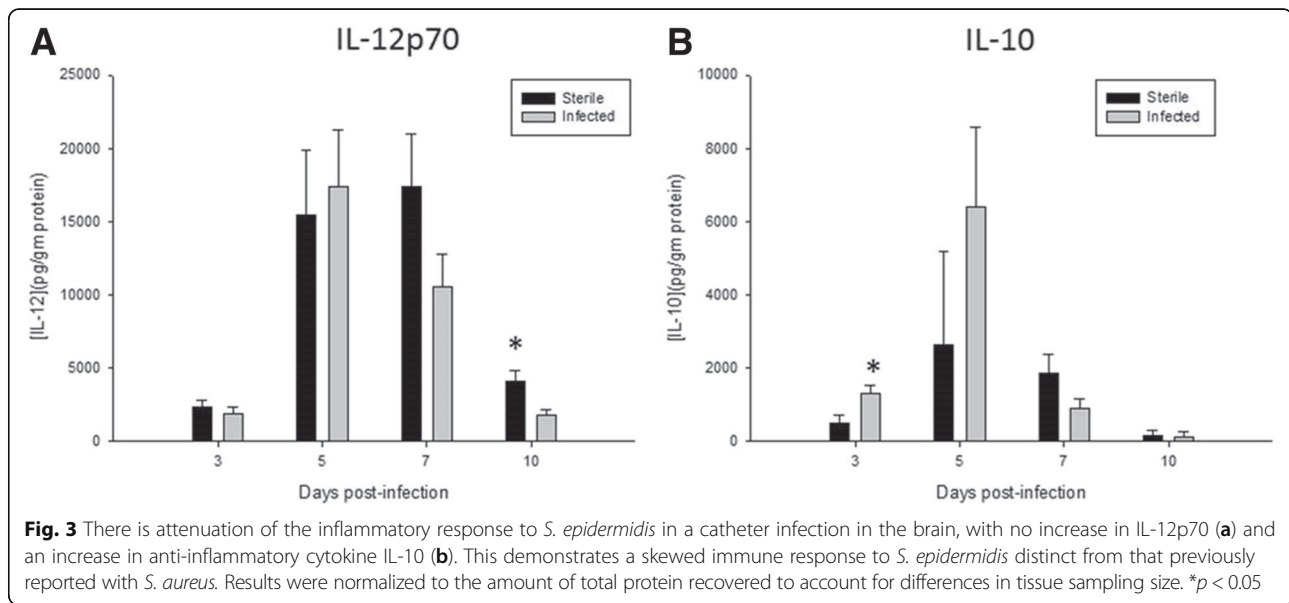 A
IL-12p70
25000
20000
15000
10000
5000
0
[IL-12](pg/gm protein)
Sterile
Infected
*
3 5 7 10
Days post-infection
B
IL-10
10000
8000
6000
4000
2000
0
[IL-10](pg/gm protein)
Sterile
Infected
*
3 5 7 10
Days post-infection
Fig. 3 There is attenuation of the inflammatory response to S. epidermidis in a catheter infection in the brain, with no increase in IL-12p70 (a) and
an increase in anti-inflammatory cytokine IL-10 (b). This demonstrates a skewed immune response to S. epidermidis distinct from that previously
reported with S. aureus. Results were normalized to the amount of total protein recovered to account for differences in tissue sampling size. *p < 0.05